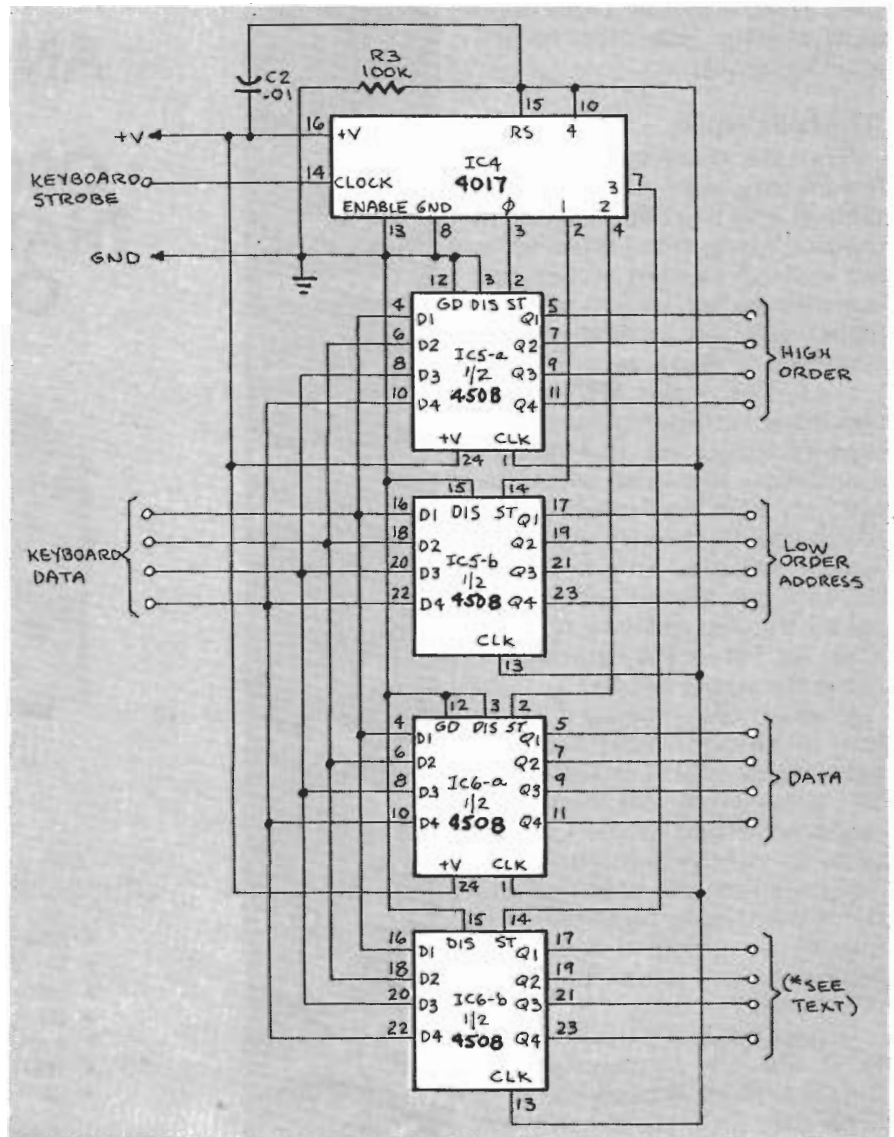 C2
.01
R3
100K
15
10
+V
16
+V
RS
4
IC4
4017
3
7
KEYBOARD
STROBE
14
CLOCK
ENABLE
GND
Ø
1
2
13
8
3
2
4
GND
12
3
2
GD
DIS
ST
4
D1
Q1
5
6
D2
Q2
7
8
D3
Q3
9
10
D4
Q4
11
IC5-a
1/2
4508
HIGH
ORDER
+V
CLK
24
1
15
14
16
D1
DIS
ST
Q1
17
18
D2
Q2
19
20
D3
Q3
21
22
D4
Q4
23
IC5-b
1/2
4508
CLK
13
KEYBOARD
DATA
LOW
ORDER
ADDRESS
12
3
2
GD
DIS
ST
4
D1
Q1
5
6
D2
Q2
7
8
D3
Q3
9
10
D4
Q4
11
IC6-a
1/2
4508
DATA
+V
CLK
24
1
15
14
DIS
ST
16
D1
Q1
17
18
D2
Q2
19
20
D3
Q3
21
22
D4
Q4
23
IC6-b
1/2
4508
(*SEE
TEXT)
CLK
13